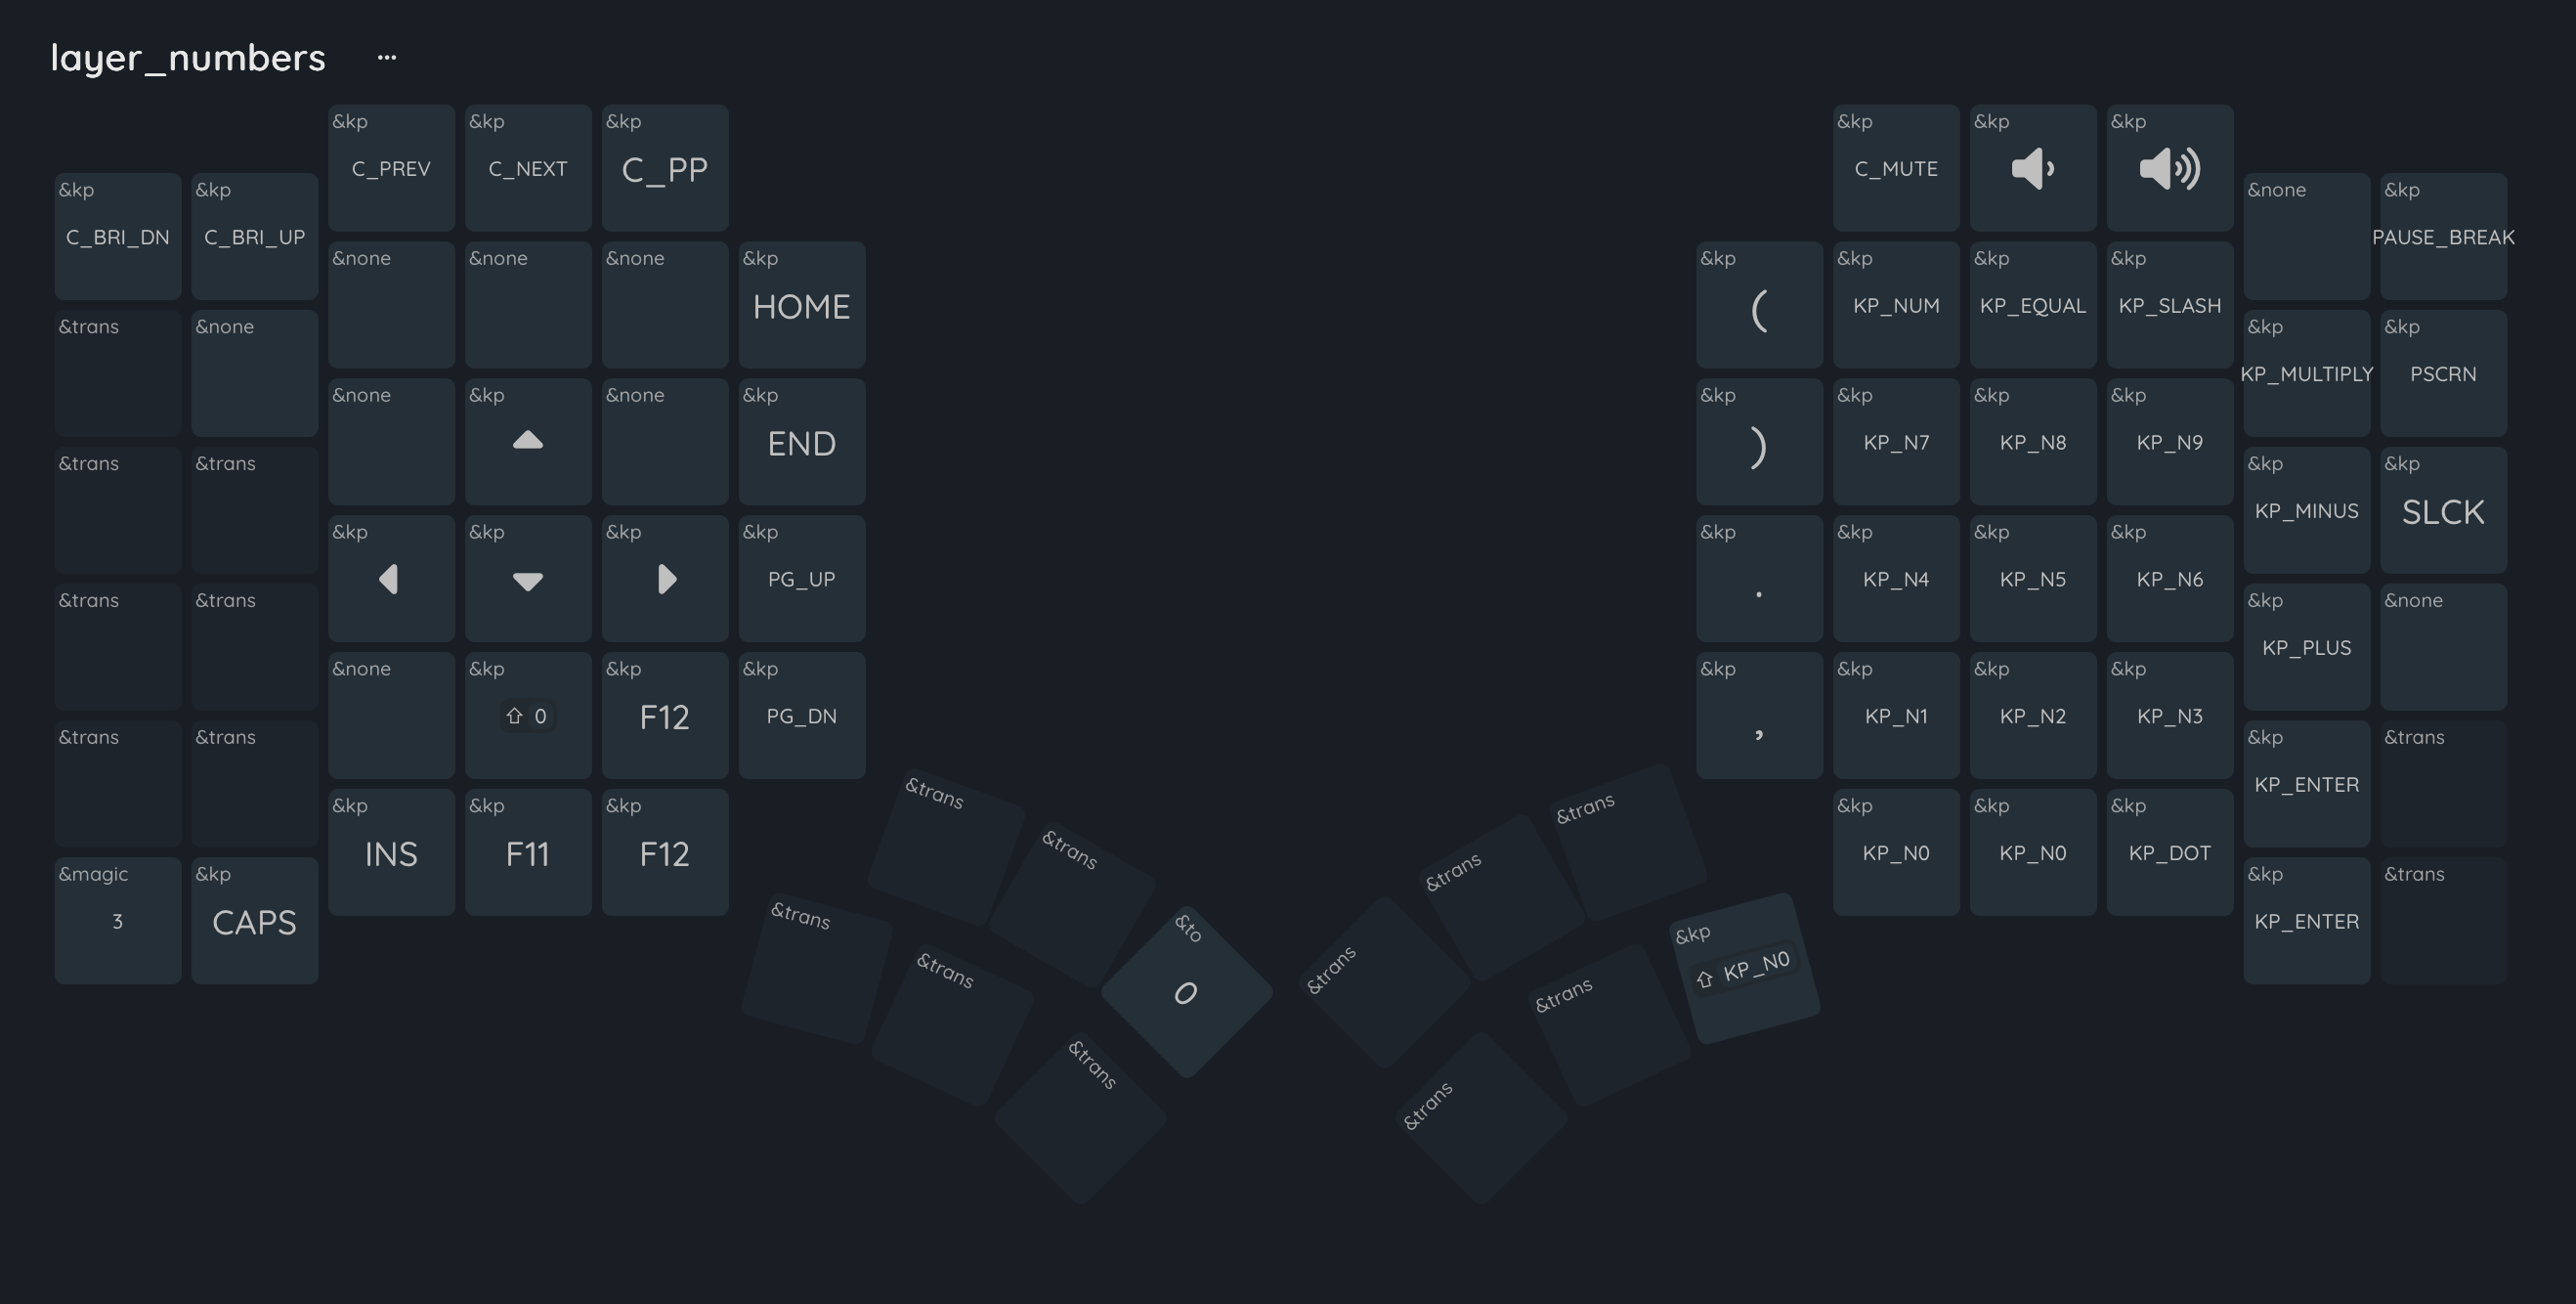 layer_numbers ...
&kp &kp &kp &kp &kp &kp
C_PREV C_NEXT C_PP C_MUTE
&kp &kp &none &kp
C_BRI_DN C_BRI_UP PAUSE_BREAK
&none &none &none &kp &kp &kp &kp &kp
HOME ( KP_NUM KP_EQUAL KP_SLASH
&trans &none &kp &kp
KP_MULTIPLY PSCRN
&none &kp &none &kp &kp &kp &kp &kp
END ) KP_N7 KP_N8 KP_N9
&trans &trans &kp &kp
KP_MINUS SLCK
&kp &kp &kp &kp &kp &kp &kp &kp
PG_UP . KP_N4 KP_N5 KP_N6
&trans &trans &kp &none
KP_PLUS
&none &kp &kp &kp &kp &kp &kp &kp
⇧ 0 F12 PG_DN , KP_N1 KP_N2 KP_N3
&trans &trans &kp &trans
KP_ENTER
&kp &kp &kp &kp &kp &kp
INS F11 F12 KP_N0 KP_N0 KP_DOT
&magic &kp &kp &trans
3 CAPS KP_ENTER
&trans &trans &trans &trans
&trans &trans &to &trans &trans &kp
0 ⇧ KP_N0
&trans &trans